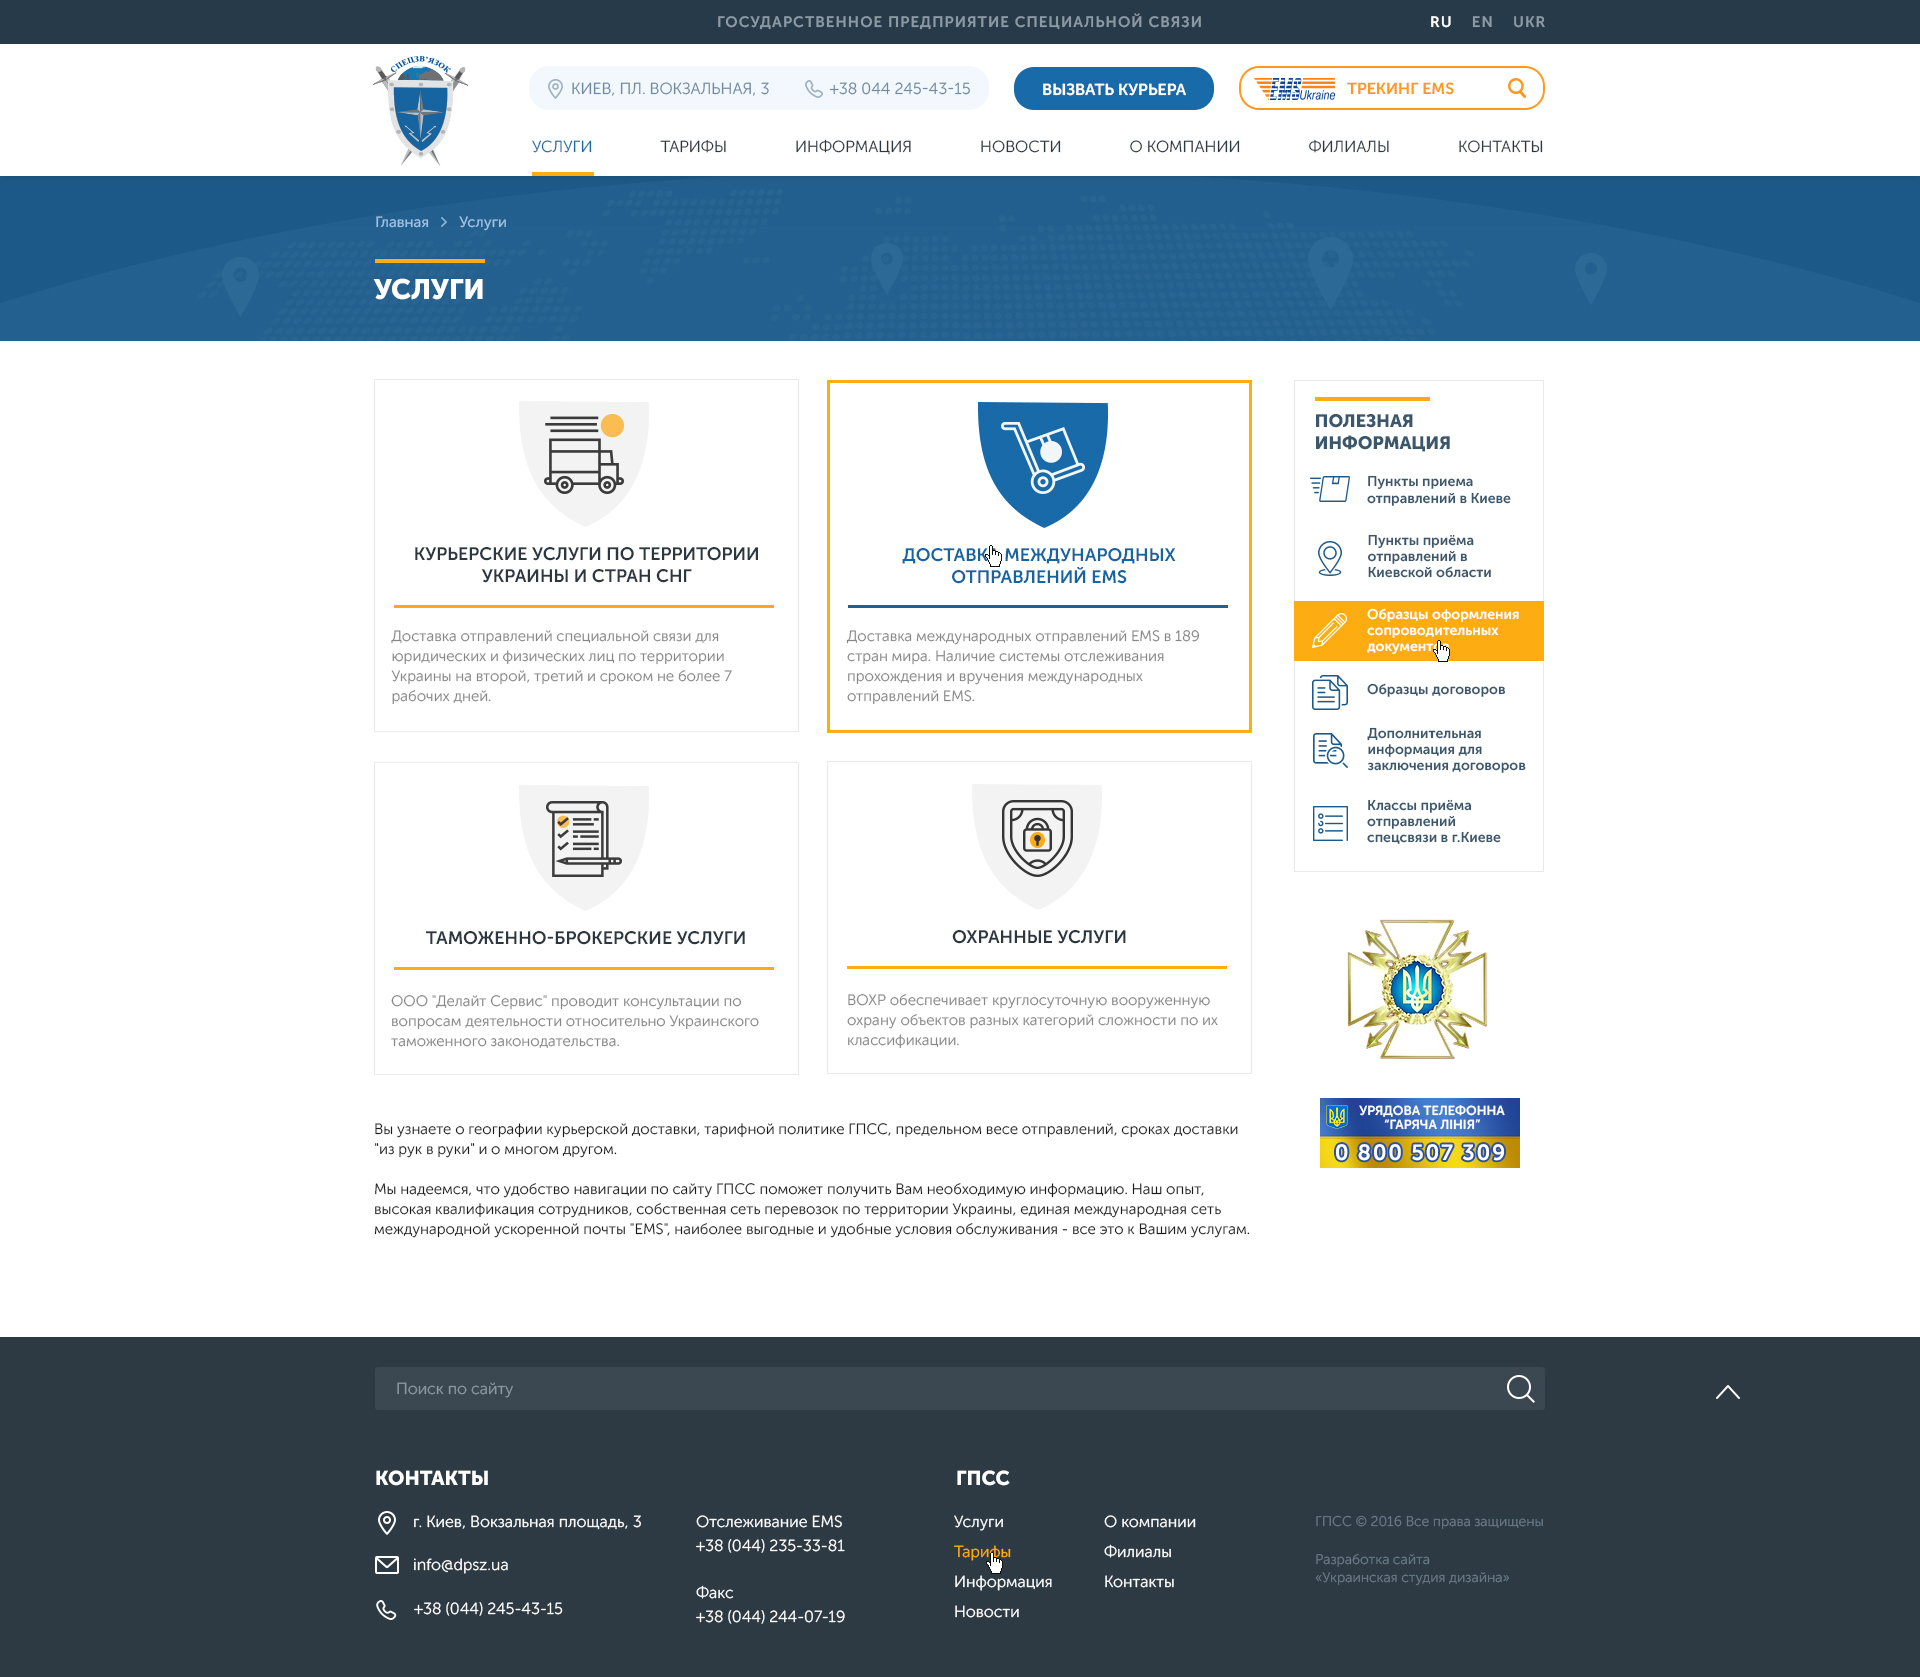 ГОСУДАРСТВЕННОЕ ПРЕДПРИЯТИЕ СПЕЦИАЛЬНОЙ СВЯЗИ
RU EN UKR
СПЕЦЗВ'ЯЗОК
КИЕВ, ПЛ. ВОКЗАЛЬНАЯ, 3
+38 044 245-43-15
ВЫЗВАТЬ КУРЬЕРА
EMS Ukraine
ТРЕКИНГ EMS
УСЛУГИ ТАРИФЫ ИНФОРМАЦИЯ НОВОСТИ О КОМПАНИИ ФИЛИАЛЫ КОНТАКТЫ
Главная > Услуги
УСЛУГИ
КУРЬЕРСКИЕ УСЛУГИ ПО ТЕРРИТОРИИ
УКРАИНЫ И СТРАН СНГ
Доставка отправлений специальной связи для
юридических и физических лиц по территории
Украины на второй, третий и сроком не более 7
рабочих дней.
ДОСТАВКА МЕЖДУНАРОДНЫХ
ОТПРАВЛЕНИЙ EMS
Доставка международных отправлений EMS в 189
стран мира. Наличие системы отслеживания
прохождения и вручения международных
отправлений EMS.
ТАМОЖЕННО-БРОКЕРСКИЕ УСЛУГИ
ООО "Делайт Сервис" проводит консультации по
вопросам деятельности относительно Украинского
таможенного законодательства.
ОХРАННЫЕ УСЛУГИ
ВОХР обеспечивает круглосуточную вооруженную
охрану объектов разных категорий сложности по их
классификации.
ПОЛЕЗНАЯ
ИНФОРМАЦИЯ
Пункты приема
отправлений в Киеве
Пункты приёма
отправлений в
Киевской области
Образцы оформления
сопроводительных
документ
Образцы договоров
Дополнительная
информация для
заключения договоров
Классы приёма
отправлений
спецсвязи в г.Киеве
УРЯДОВА ТЕЛЕФОННА
"ГАРЯЧА ЛІНІЯ"
0 800 507 309
Вы узнаете о географии курьерской доставки, тарифной политике ГПСС, предельном весе отправлений, сроках доставки
"из рук в руки" и о многом другом.
Мы надеемся, что удобство навигации по сайту ГПСС поможет получить Вам необходимую информацию. Наш опыт,
высокая квалификация сотрудников, собственная сеть перевозок по территории Украины, единая международная сеть
международной ускоренной почты "EMS", наиболее выгодные и удобные условия обслуживания - все это к Вашим услугам.
Поиск по сайту
КОНТАКТЫ
г. Киев, Вокзальная площадь, 3
info@dpsz.ua
+38 (044) 245-43-15
Отслеживание EMS
+38 (044) 235-33-81
Факс
+38 (044) 244-07-19
ГПСС
Услуги
Тарифы
Информация
Новости
О компании
Филиалы
Контакты
ГПСС © 2016 Все права защищены
Разработка сайта
«Украинская студия дизайна»